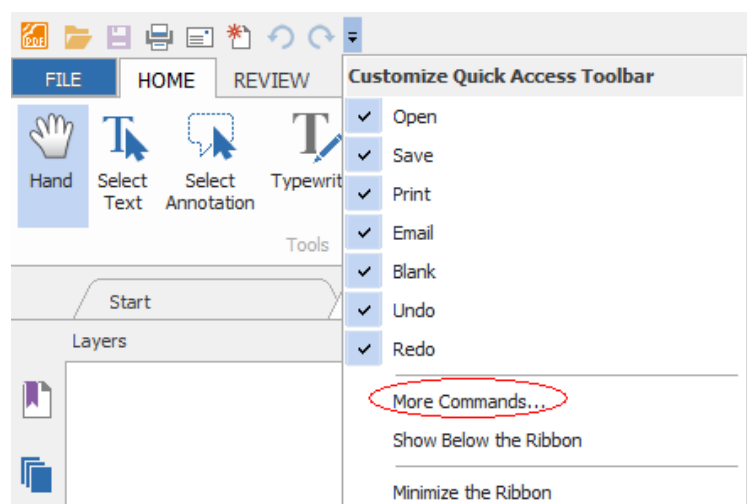 PDF
Customize Quick Access Toolbar
FILE HOME REVIEW
Open
Save
Print
Email
Blank
Undo
Redo
More Commands...
Show Below the Ribbon
Minimize the Ribbon
Hand
Select Text
Select Annotation
Typewrit
Tools
Start
Layers